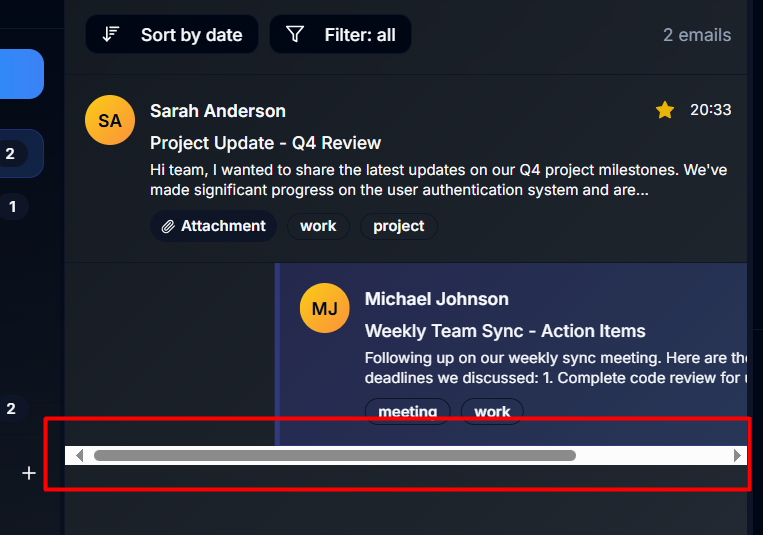 Sort by date
Filter: all
2 emails
2
1
2
+
SA
Sarah Anderson
20:33
Project Update - Q4 Review
Hi team, I wanted to share the latest updates on our Q4 project milestones. We've
made significant progress on the user authentication system and are...
Attachment
work
project
MJ
Michael Johnson
Weekly Team Sync - Action Items
Following up on our weekly sync meeting. Here are
deadlines we discussed: 1. Complete code review for
meeting
work